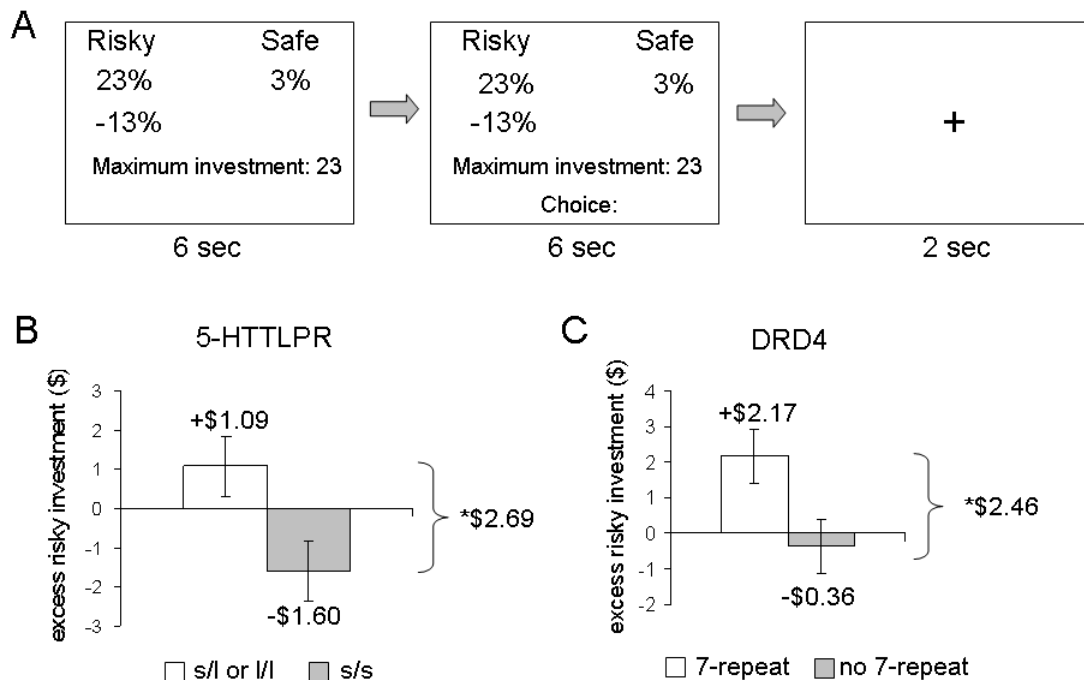 A
Risky Safe
23% 3%
-13%
Maximum investment: 23
6 sec
Risky Safe
23% 3%
-13%
Maximum investment: 23
Choice:
6 sec
+
2 sec
B
5-HTTLPR
excess risky investment ($)
3
2
1
0
-1
-2
-3
+$1.09
-$1.60
*$2.69
s/l or l/l s/s
C
DRD4
excess risky investment ($)
4
3
2
1
0
-1
-2
+$2.17
-$0.36
*$2.46
7-repeat no 7-repeat